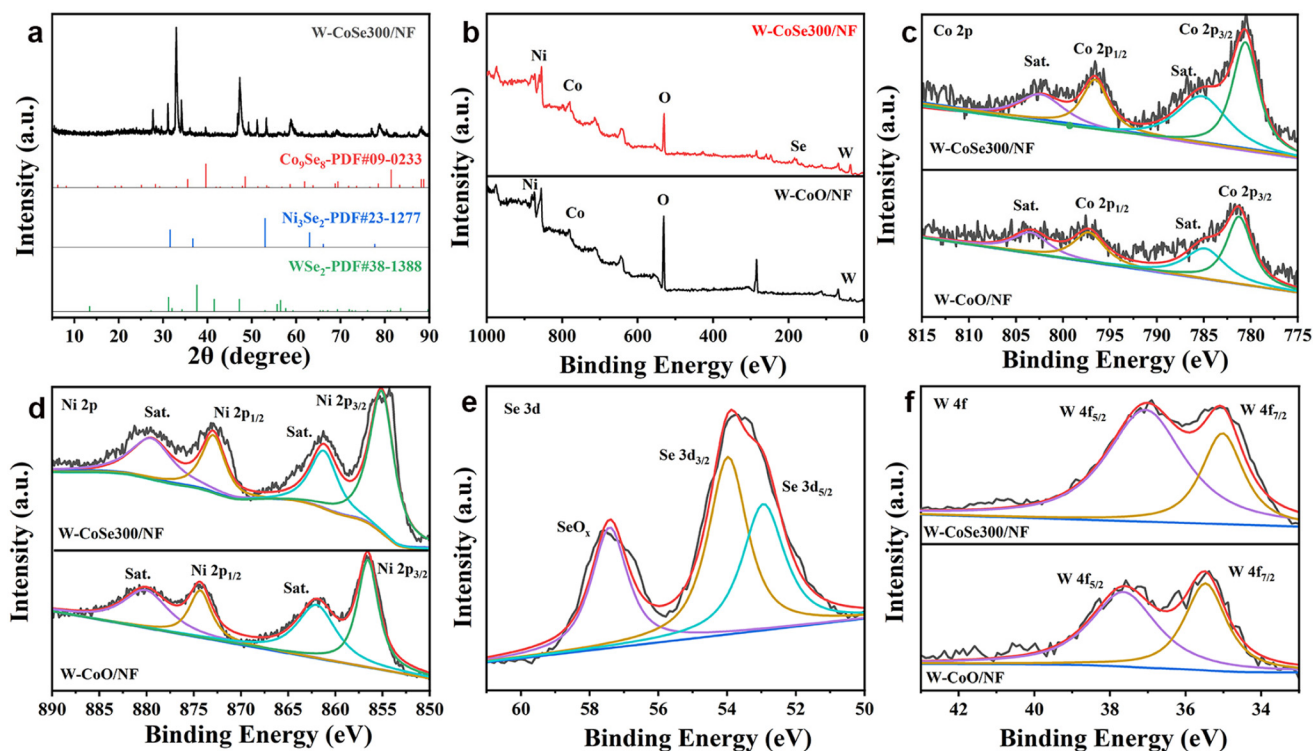 a
W-CoSe300/NF
Co₉Se₈-PDF#09-0233
Ni₃Se₂-PDF#23-1277
WSe₂-PDF#38-1388
Intensity (a.u.)
10 20 30 40 50 60 70 80 90
2θ (degree)
b
W-CoSe300/NF
Ni
Co
O
Se
W
W-CoO/NF
Ni
Co
O
W
Intensity (a.u.)
1000 800 600 400 200 0
Binding Energy (eV)
c
Co 2p
Sat.
Co 2p₁/₂
Sat.
Co 2p₃/₂
W-CoSe300/NF
Sat.
Co 2p₁/₂
Sat.
Co 2p₃/₂
W-CoO/NF
Intensity (a.u.)
815 805 797 790 785 780 775
Binding Energy (eV)
d
Ni 2p
Sat.
Ni 2p₁/₂
Sat.
Ni 2p₃/₂
W-CoSe300/NF
Sat.
Ni 2p₁/₂
Sat.
Ni 2p₃/₂
W-CoO/NF
Intensity (a.u.)
890 885 880 875 870 865 860 855 850
Binding Energy (eV)
e
Se 3d
SeOₓ
Se 3d₃/₂
Se 3d₅/₂
Intensity (a.u.)
60 58 56 54 52 50
Binding Energy (eV)
f
W 4f₅/₂
W 4f₇/₂
W-CoSe300/NF
W 4f₅/₂
W 4f₇/₂
W-CoO/NF
Intensity (a.u.)
42 40 38 36 34
Binding Energy (eV)